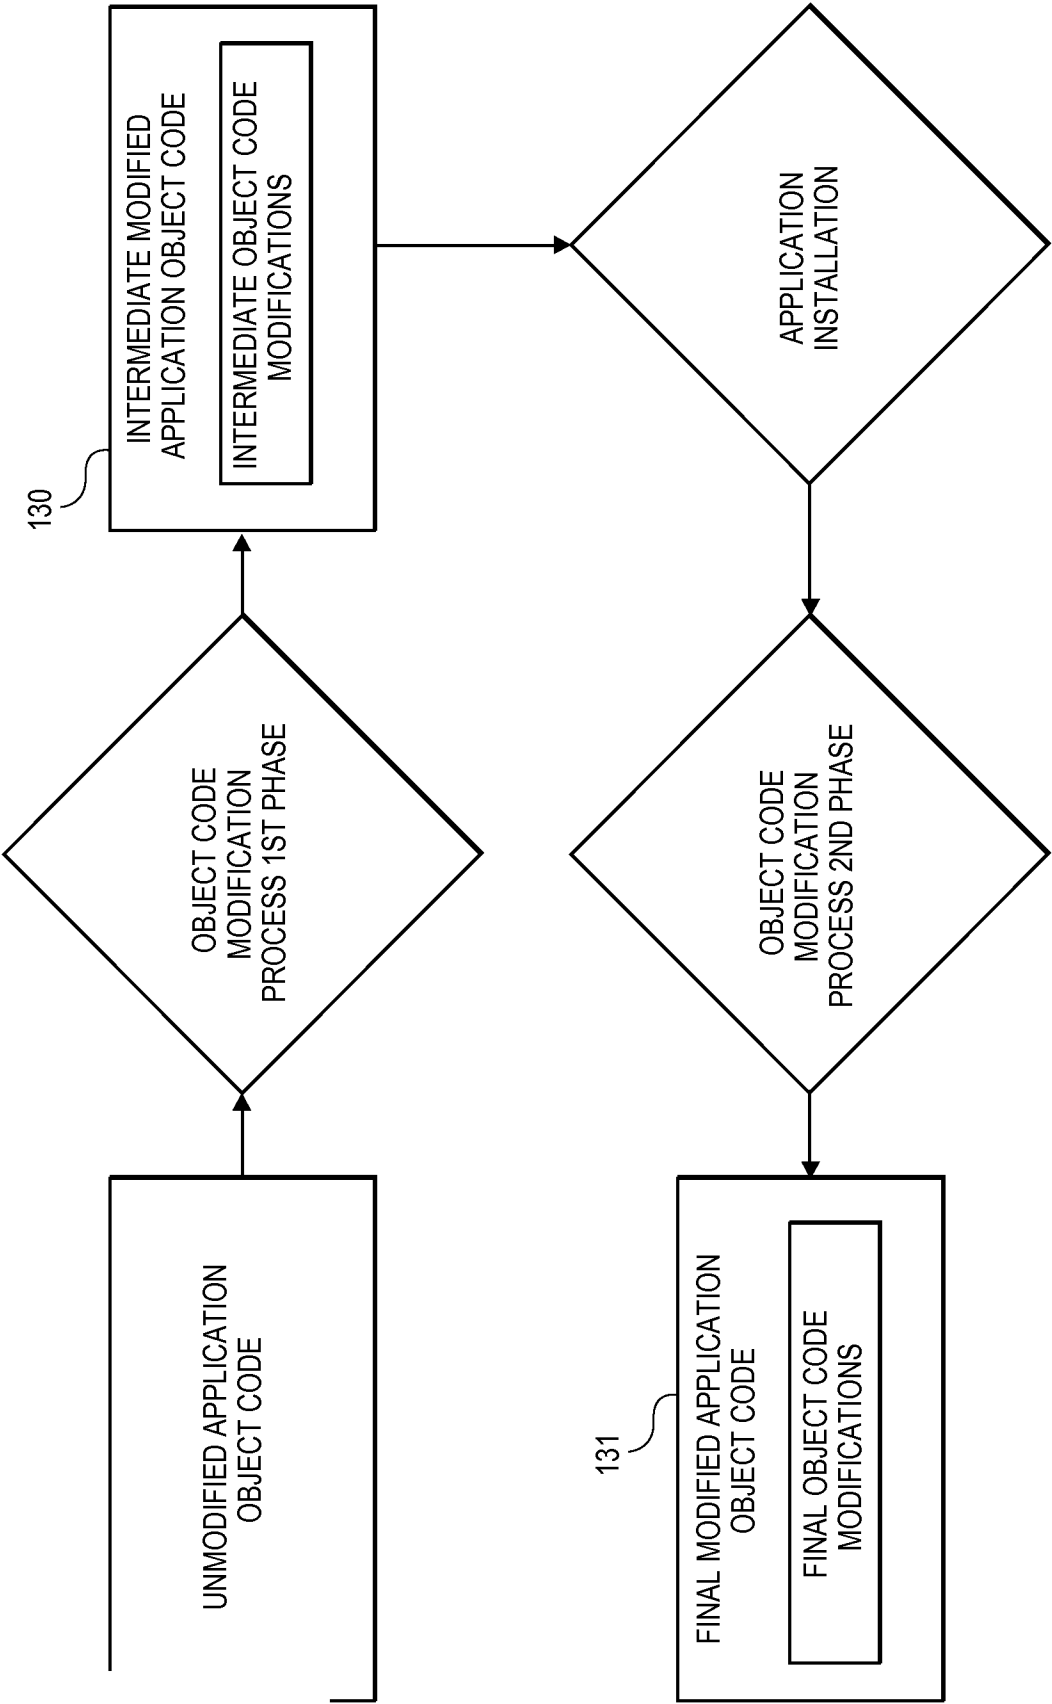 UNMODIFIED APPLICATION
OBJECT CODE
OBJECT CODE
MODIFICATION
PROCESS 1ST PHASE
130
INTERMEDIATE MODIFIED
APPLICATION OBJECT CODE
INTERMEDIATE OBJECT CODE
MODIFICATIONS
APPLICATION
INSTALLATION
OBJECT CODE
MODIFICATION
PROCESS 2ND PHASE
131
FINAL MODIFIED APPLICATION
OBJECT CODE
FINAL OBJECT CODE
MODIFICATIONS